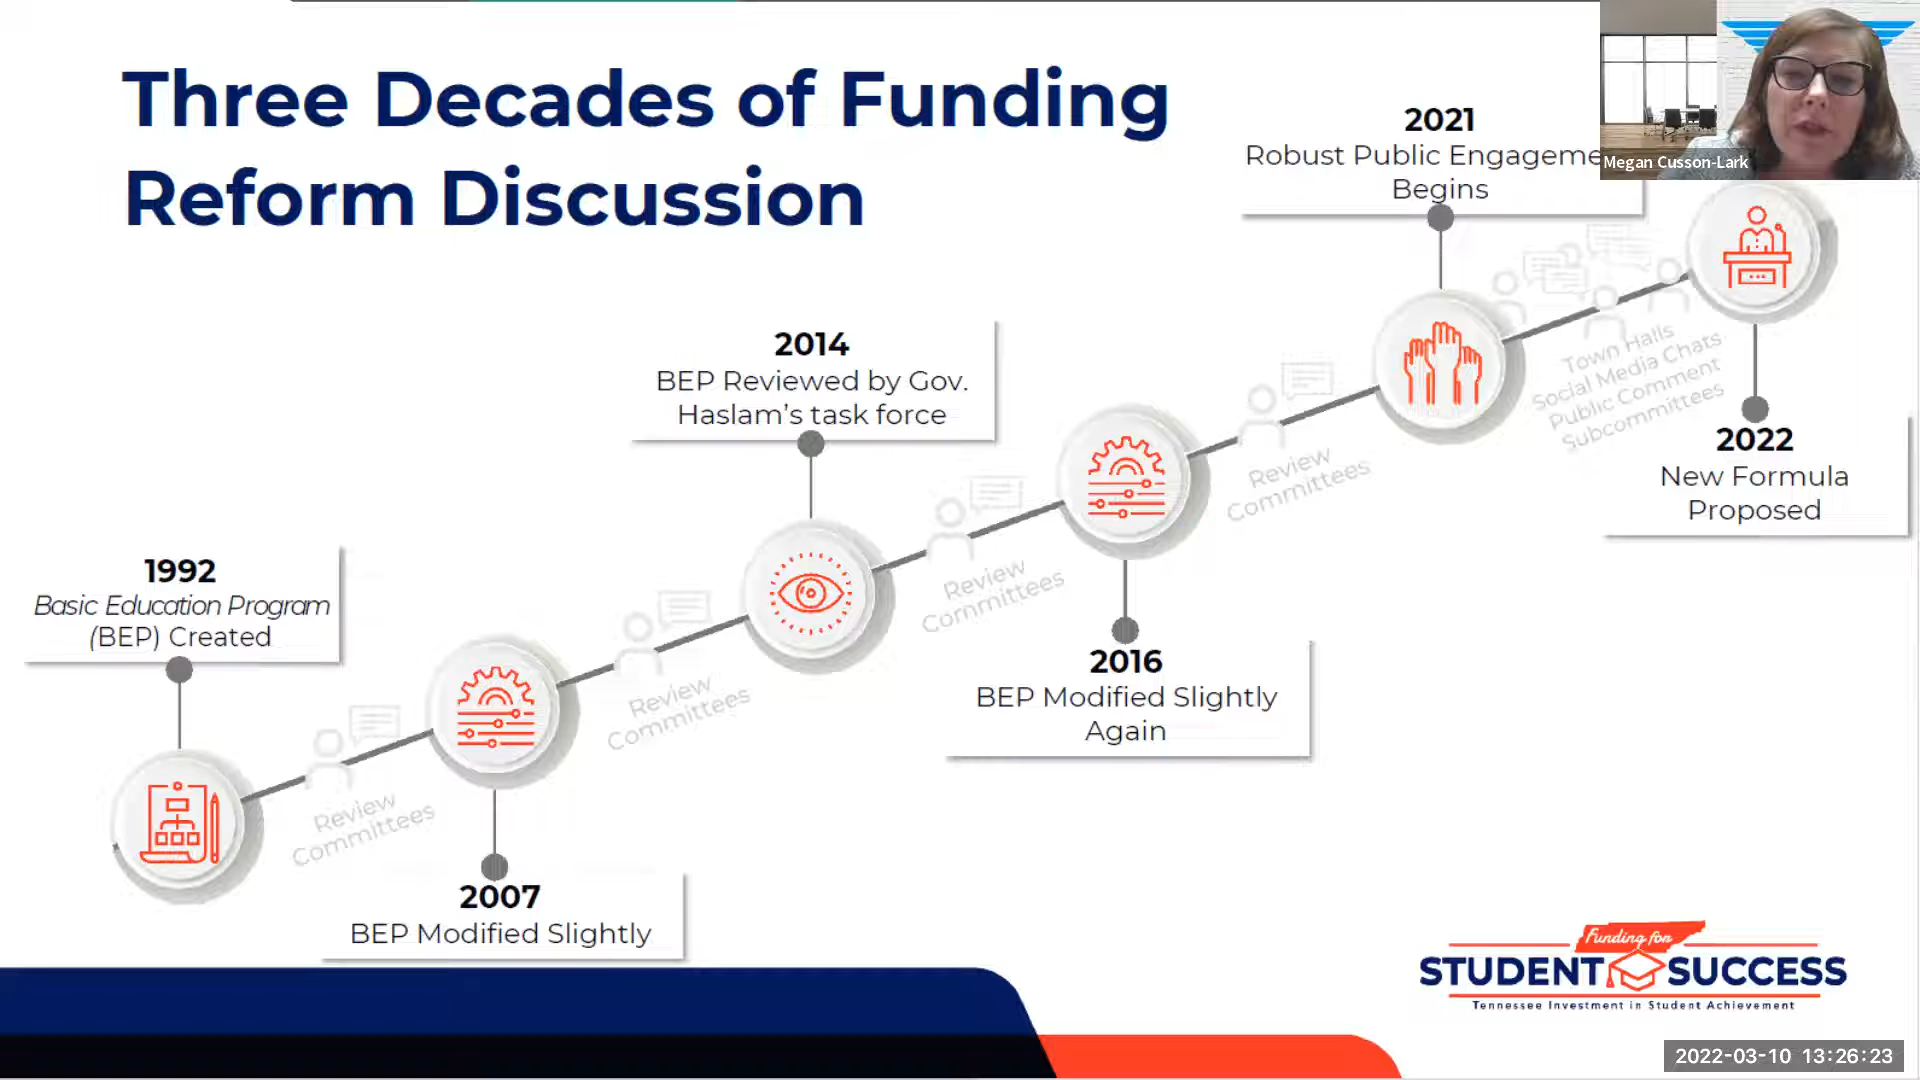 Three Decades of Funding
Reform Discussion
1992
Basic Education Program
(BEP) Created
Review
Committees
2007
BEP Modified Slightly
Review
Committees
2014
BEP Reviewed by Gov.
Haslam's task force
Review
Committees
2016
BEP Modified Slightly
Again
Review
Committees
2021
Robust Public Engageme
Begins
Town Halls
Social Media Chats
Public Comment
Subcommittees
2022
New Formula
Proposed
Megan Cusson-Lark
Funding for
STUDENT SUCCESS
Tennessee Investment in Student Achievement
2022-03-10 13:26:23